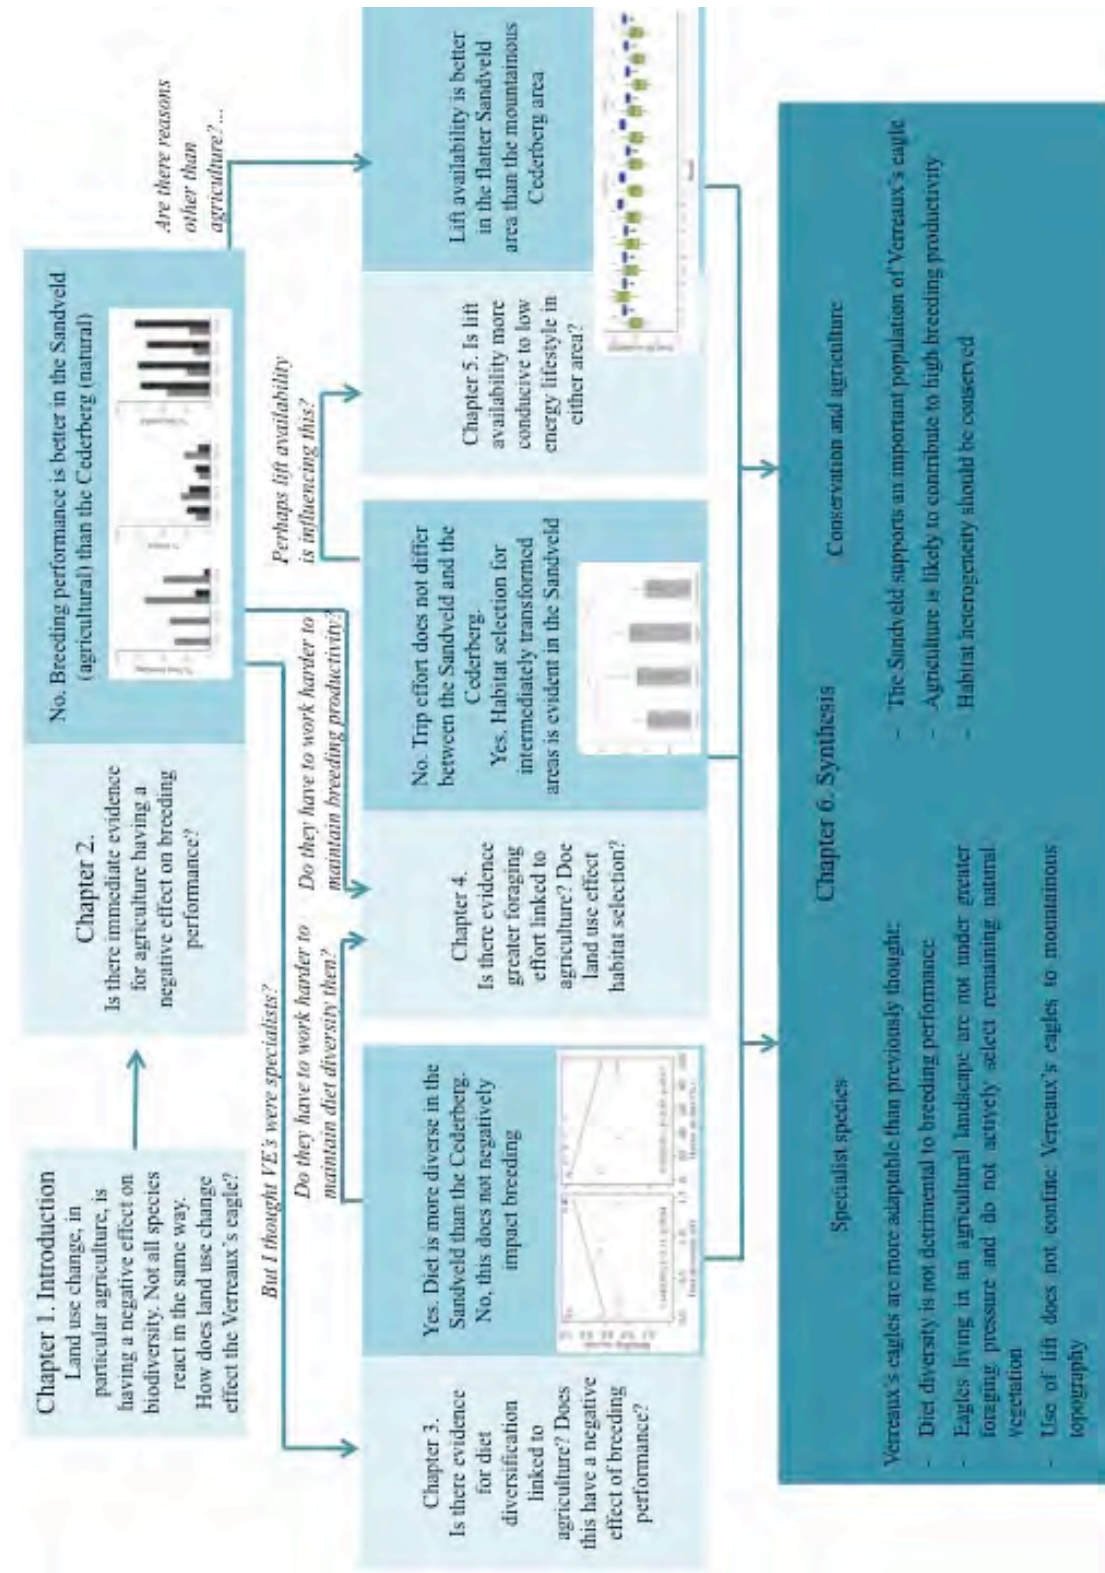 Chapter 1. Introduction
Land use change, in
particular agriculture, is
having a negative effect on
biodiversity. Not all species
react in the same way.
How does land use change
effect the Verreaux's eagle?
Chapter 2.
Is there immediate evidence
for agriculture having a
negative effect on breeding
performance?
No. Breeding performance is better in the Sandveld
(agricultural) than the Cederberg (natural)
Are there reasons
other than
agriculture?...
But I thought VE's were specialists?
Do they have to work harder to
maintain diet diversity then?
Do they have to work harder to
maintain breeding productivity?
Perhaps lift availability
is influencing this?
Chapter 3.
Is there evidence
for diet
diversification
linked to
agriculture? Does
this have a negative
effect of breeding
performance?
Yes. Diet is more diverse in the
Sandveld than the Cederberg.
No, this does not negatively
impact breeding
Chapter 4.
Is there evidence
greater foraging
effort linked to
agriculture? Doe
land use effect
habitat selection?
No. Trip effort does not differ
between the Sandveld and the
Cederberg.
Yes. Habitat selection for
intermediately transformed
areas is evident in the Sandveld
Chapter 5. Is lift
availability more
conducive to low
energy lifestyle in
either area?
Lift availability is better
in the flatter Sandveld
area than the mountainous
Cederberg area
Chapter 6. Synthesis
Specialist species
Verreaux's eagles are more adaptable than previously thought:
- Diet diversity is not detrimental to breeding performance
- Eagles living in an agricultural landscape are not under greater
foraging pressure and do not actively select remaining natural
vegetation
- Use of lift does not confine Verreaux's eagles to mountainous
topography
Conservation and agriculture
- The Sandveld supports an important population of Verreaux's eagle
- Agriculture is likely to contribute to high breeding productivity
- Habitat heterogeneity should be conserved